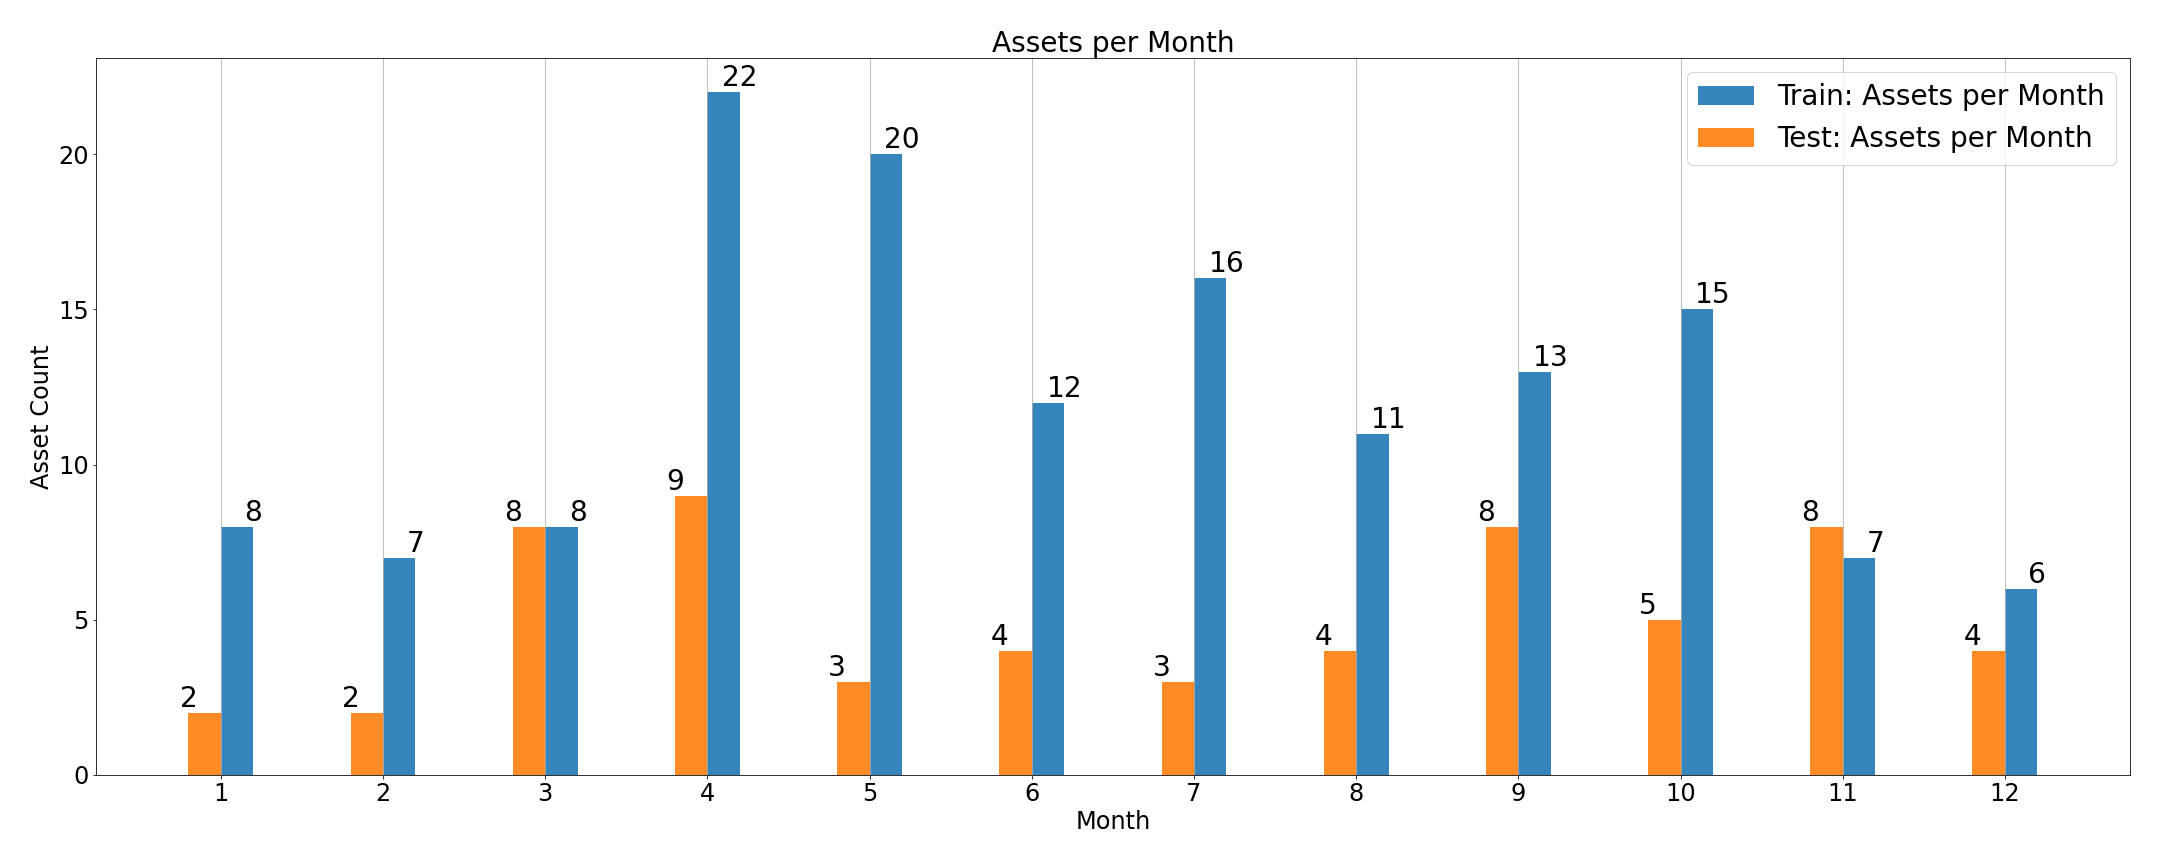 Assets per Month
Train: Assets per Month
Test: Assets per Month
Asset Count
20
15
10
5
0
2 8
2 7
8 8
9 22
3 20
4 12
3 16
4 11
8 13
5 15
8 7
4 6
1 2 3 4 5 6 7 8 9 10 11 12
Month